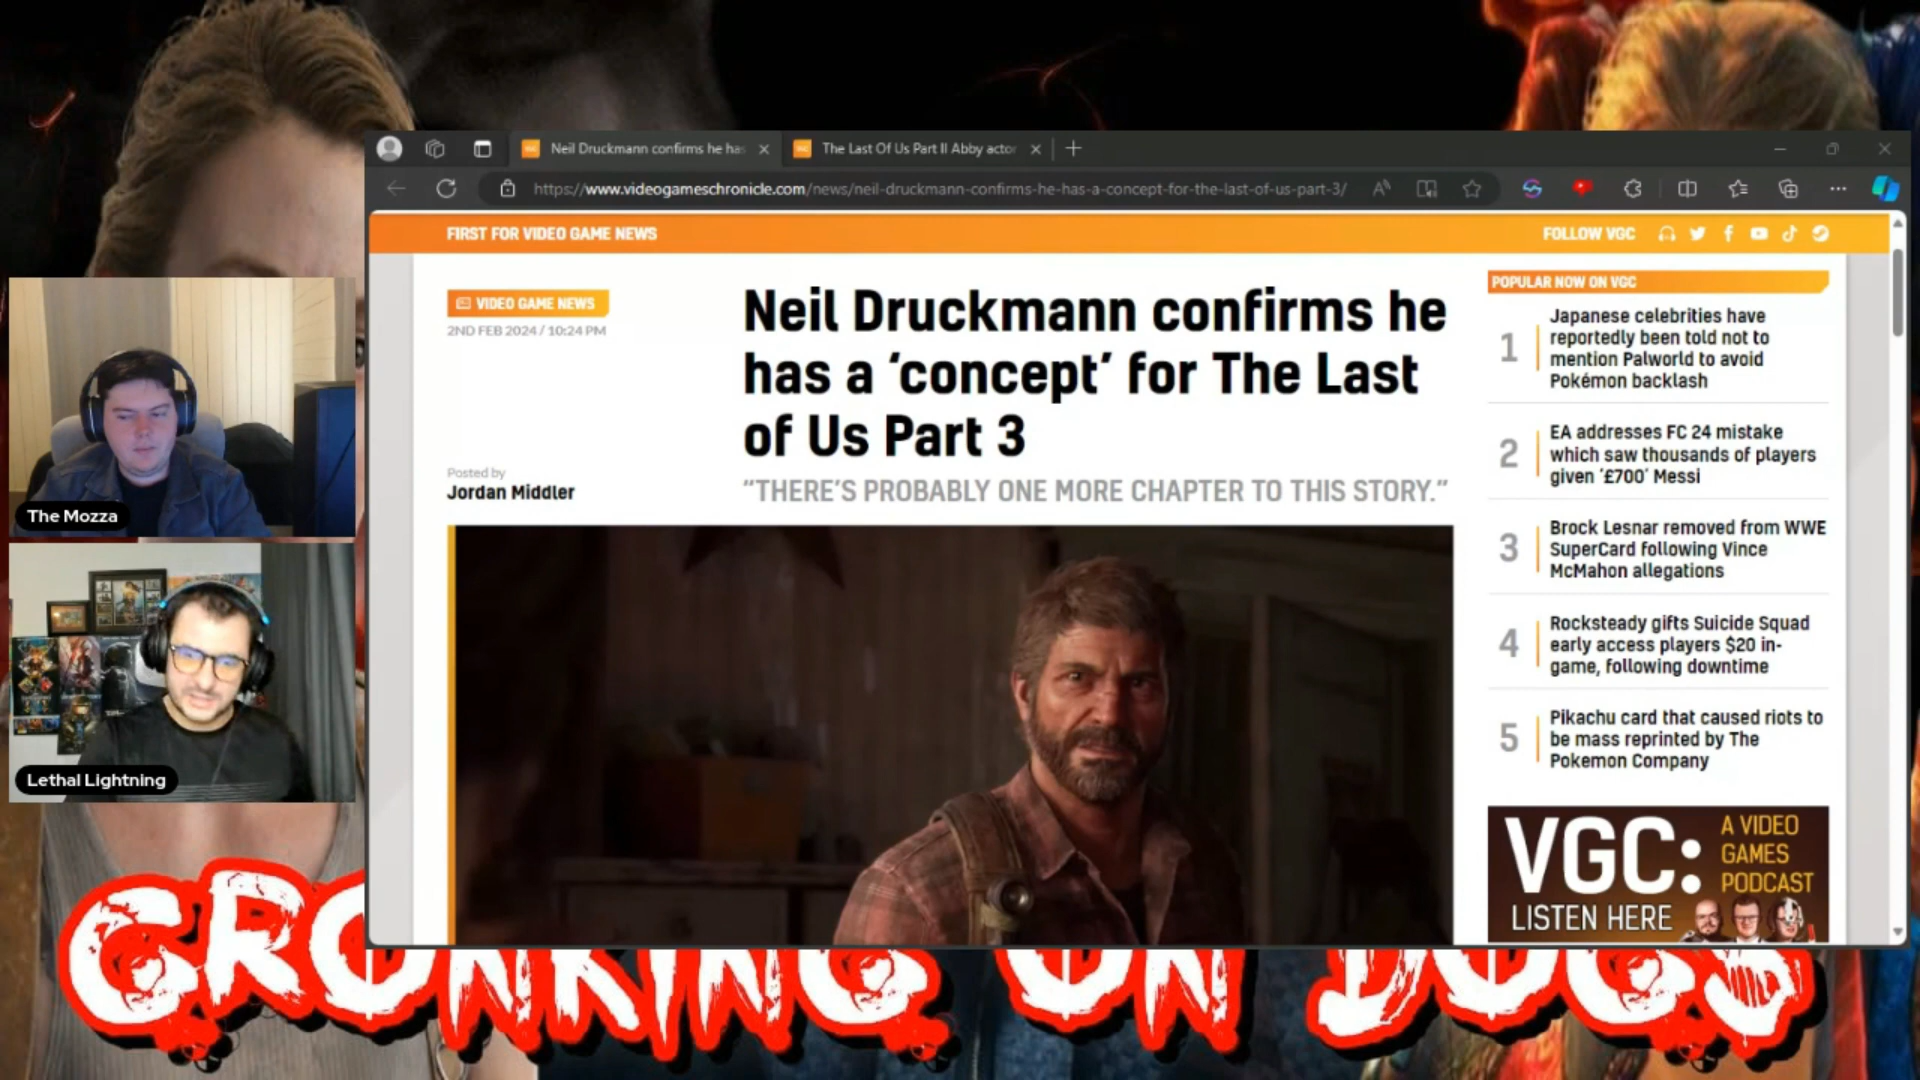 Neil Druckmann confirms he has
The Last Of Us Part II Abby actor
https://www.videogameschronicle.com/news/neil-druckmann-confirms-he-has-a-concept-for-the-last-of-us-part-3/
FIRST FOR VIDEO GAME NEWS
FOLLOW VGC
VIDEO GAME NEWS
2ND FEB 2024 / 10:24 PM
Neil Druckmann confirms he
has a ‘concept’ for The Last
of Us Part 3
Posted by
Jordan Middler
“THERE’S PROBABLY ONE MORE CHAPTER TO THIS STORY.”
POPULAR NOW ON VGC
1
Japanese celebrities have
reportedly been told not to
mention Palworld to avoid
Pokémon backlash
2
EA addresses FC 24 mistake
which saw thousands of players
given ‘£700’ Messi
3
Brock Lesnar removed from WWE
SuperCard following Vince
McMahon allegations
4
Rocksteady gifts Suicide Squad
early access players $20 in-
game, following downtime
5
Pikachu card that caused riots to
be mass reprinted by The
Pokemon Company
VGC:
A VIDEO
GAMES
PODCAST
LISTEN HERE
The Mozza
Lethal Lightning
GRONKING ON DOGS